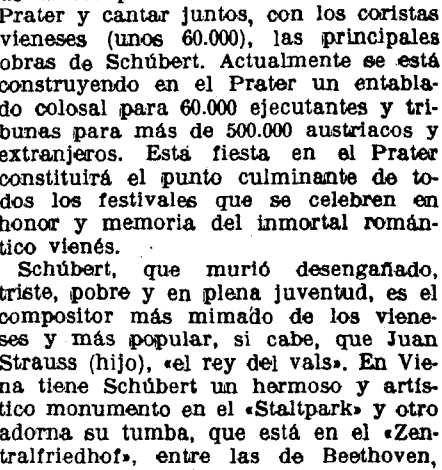 Prater y cantar juntos, con los coristas
vieneses (unos 60.000), las principales
obras de Schúbert. Actualmente se está
construyendo en el Prater un entabla-
do colosal para 60.000 ejecutantes y tri-
bunas para más de 500.000 austriacos y
extranjeros. Esta fiesta en el Prater
constituirá el punto culminante de to-
dos los festivales que se celebren en
honor y memoria del inmortal román-
tico vienés.
Schúbert, que murió desengañado,
triste, pobre y en plena juventud, es el
compositor más mimado de los viene-
ses y más popular, si cabe, que Juan
Strauss (hijo), «el rey del vals». En Vie-
na tiene Schúbert un hermoso y artís-
tico monumento en el «Staltpark» y otro
adorna su tumba, que está en el «Zen-
tralfriedhof», entre las de Beethoven,